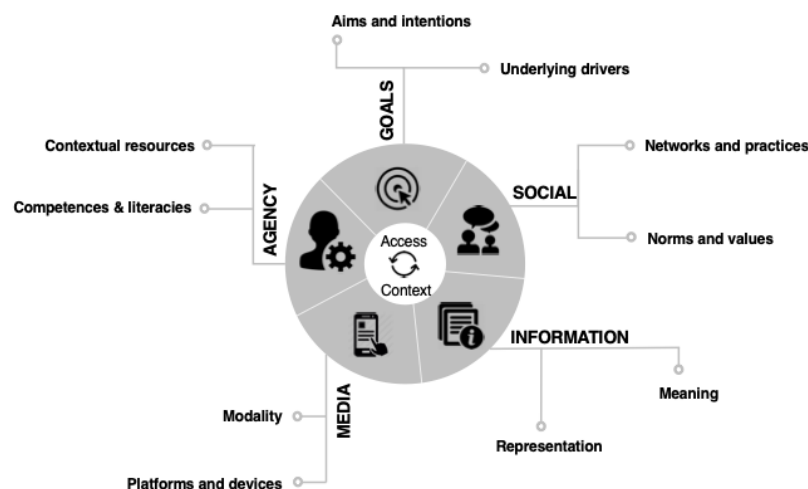 Aims and intentions
Underlying drivers
GOALS
Contextual resources
Competences & literacies
AGENCY
Networks and practices
SOCIAL
Norms and values
Access
Context
INFORMATION
Meaning
Representation
MEDIA
Modality
Platforms and devices